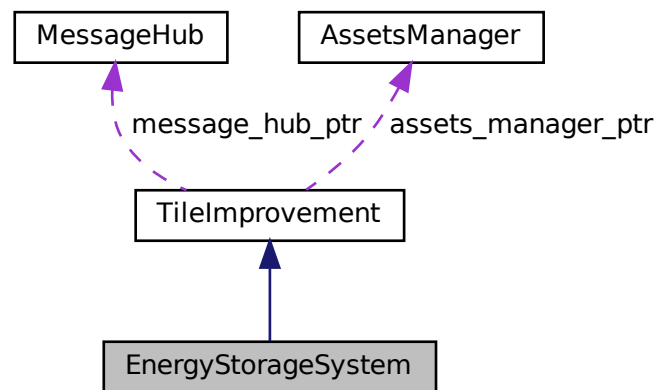 MessageHub
AssetsManager
message_hub_ptr
assets_manager_ptr
TileImprovement
EnergyStorageSystem